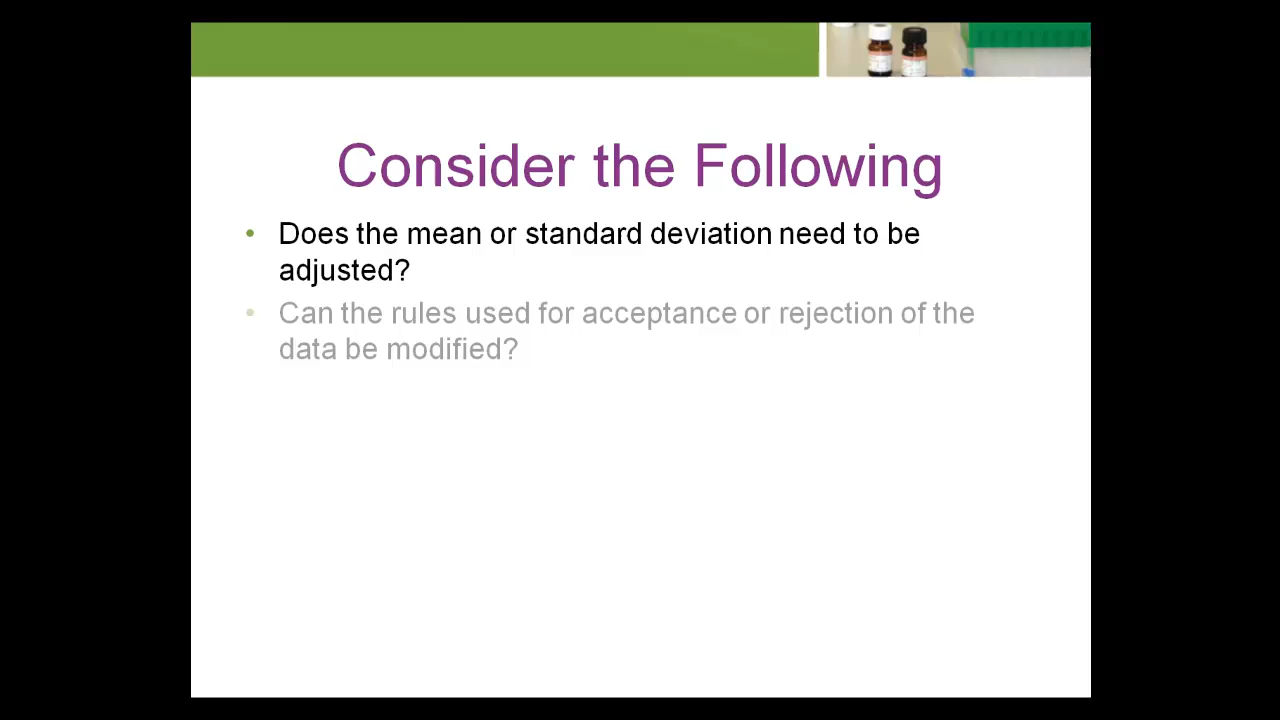 Consider the Following
• Does the mean or standard deviation need to be
adjusted?
• Can the rules used for acceptance or rejection of the
data be modified?